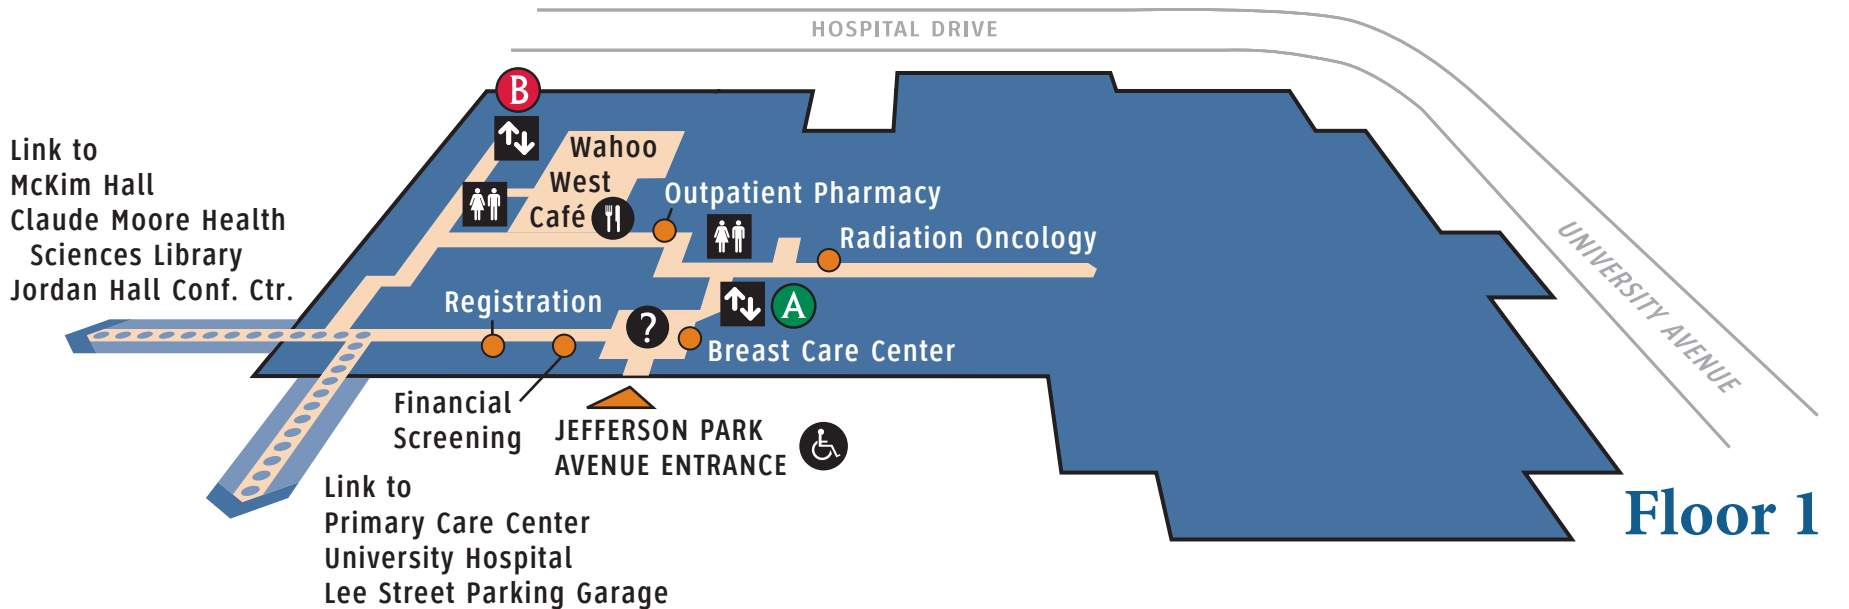 HOSPITAL DRIVE
B
Link to
McKim Hall
Claude Moore Health
Sciences Library
Jordan Hall Conf. Ctr.
Wahoo
West
Café
Outpatient Pharmacy
Radiation Oncology
UNIVERSITY AVENUE
Registration
?
A
Breast Care Center
Financial
Screening
JEFFERSON PARK
AVENUE ENTRANCE
Link to
Primary Care Center
University Hospital
Lee Street Parking Garage
Floor 1